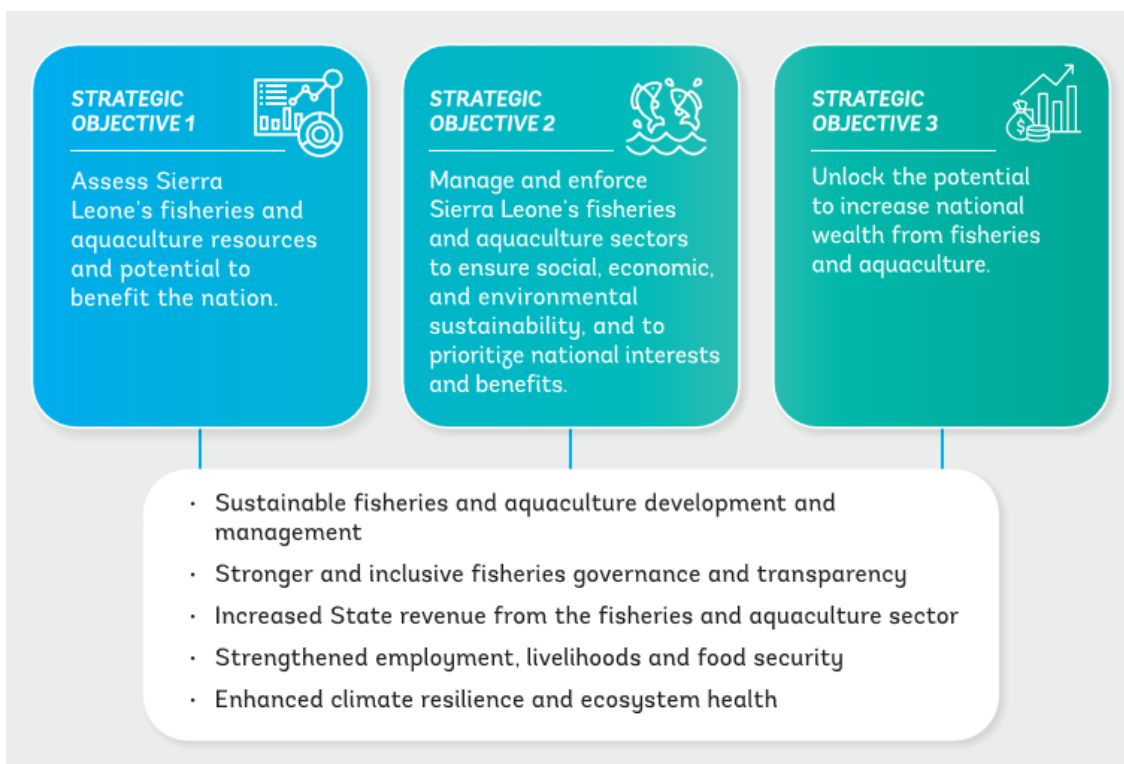 STRATEGIC
OBJECTIVE 1
Assess Sierra
Leone's fisheries and
aquaculture resources
and potential to
benefit the nation.
STRATEGIC
OBJECTIVE 2
Manage and enforce
Sierra Leone's fisheries
and aquaculture sectors
to ensure social, economic,
and environmental
sustainability, and to
prioritize national interests
and benefits.
STRATEGIC
OBJECTIVE 3
$
Unlock the potential
to increase national
wealth from fisheries
and aquaculture.
· Sustainable fisheries and aquaculture development and
management
· Stronger and inclusive fisheries governance and transparency
· Increased State revenue from the fisheries and aquaculture sector
· Strengthened employment, livelihoods and food security
· Enhanced climate resilience and ecosystem health